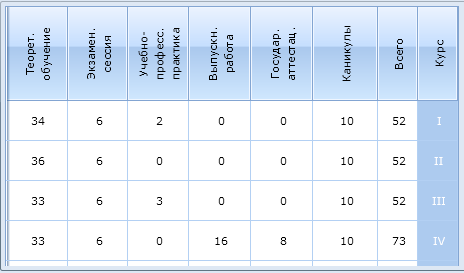 Теорет. обучение
Экзамен. сессия
Учебно- професс. практика
Выпускн. работа
Государ. аттестац.
Каникулы
Всего
Курс
34 6 2 0 0 10 52 I
36 6 0 0 0 10 52 II
33 6 3 0 0 10 52 III
33 6 0 16 8 10 73 IV